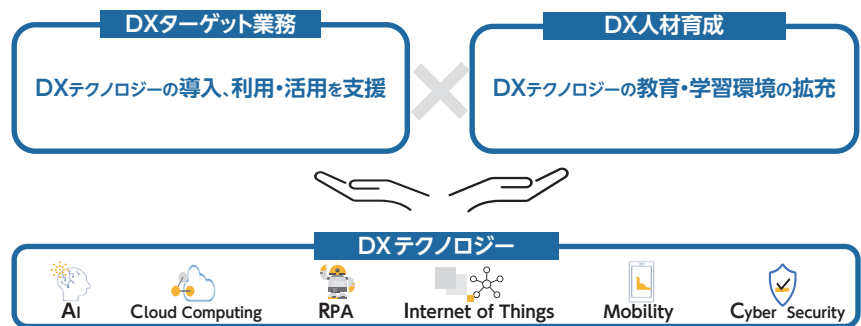 DXターゲット業務
DXテクノロジーの導入、利用・活用を支援
DX人材育成
DXテクノロジーの教育・学習環境の拡充
DXテクノロジー
AI
Cloud Computing
RPA
Internet of Things
Mobility
Cyber Security